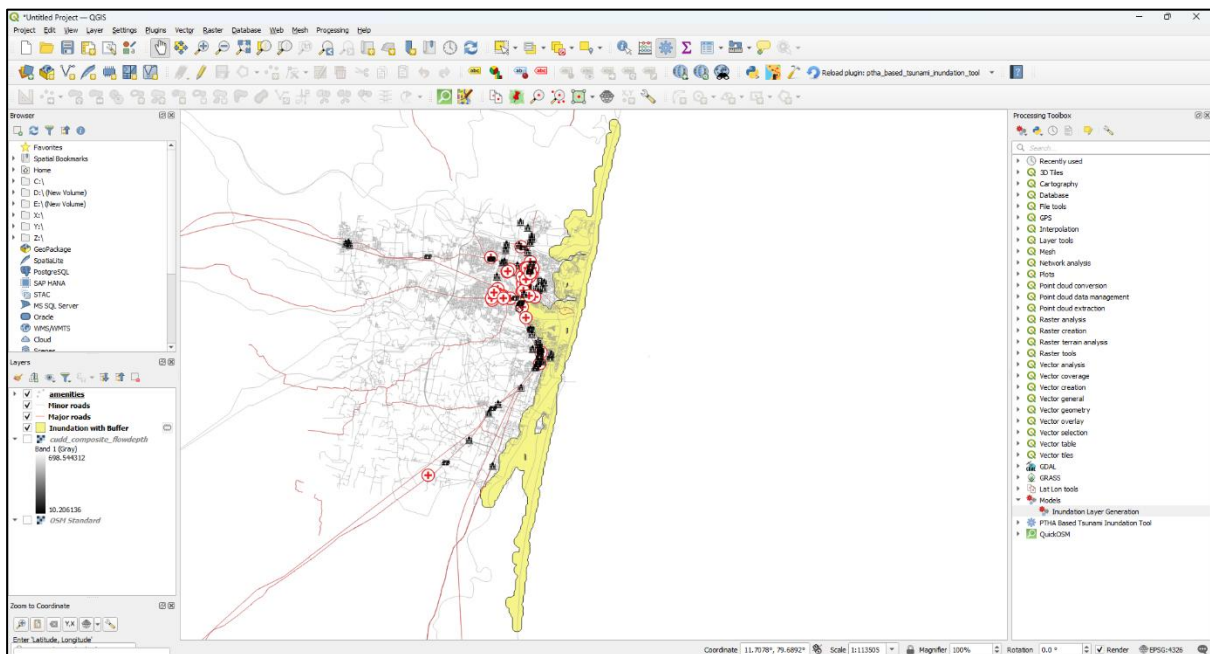 *Untitled Project — QGIS
Project Edit View Layer Settings Plugins Vector Raster Database Web Mesh Processing Help
Reload plugin: ptha_based_tsunami_inundation_tool
Browser
Favorites
Spatial Bookmarks
Home
C:\
D:\ (New Volume)
E:\ (New Volume)
X:\
Y:\
Z:\
GeoPackage
SpatiaLite
PostgreSQL
SAP HANA
STAC
MS SQL Server
Oracle
WMS/WMTS
Cloud
Scenes
Layers
amenities
Minor roads
Major roads
Inundation with Buffer
cudd_composite_flowdepth
Band 1 (Gray)
698.544312
10.206136
OSM Standard
Zoom to Coordinate
Y,X
Enter 'Latitude, Longitude'
Processing Toolbox
Search...
Recently used
3D Tiles
Cartography
Database
File tools
GPS
Interpolation
Layer tools
Mesh
Network analysis
Plots
Point cloud conversion
Point cloud data management
Point cloud extraction
Raster analysis
Raster creation
Raster terrain analysis
Raster tools
Vector analysis
Vector coverage
Vector creation
Vector general
Vector geometry
Vector overlay
Vector selection
Vector table
Vector tiles
GDAL
GRASS
Lat Lon tools
Models
Inundation Layer Generation
PTHA Based Tsunami Inundation Tool
QuickOSM
Coordinate 11.7078°, 79.6892° Scale 1:113505 Magnifier 100% Rotation 0.0 ° Render EPSG:4326